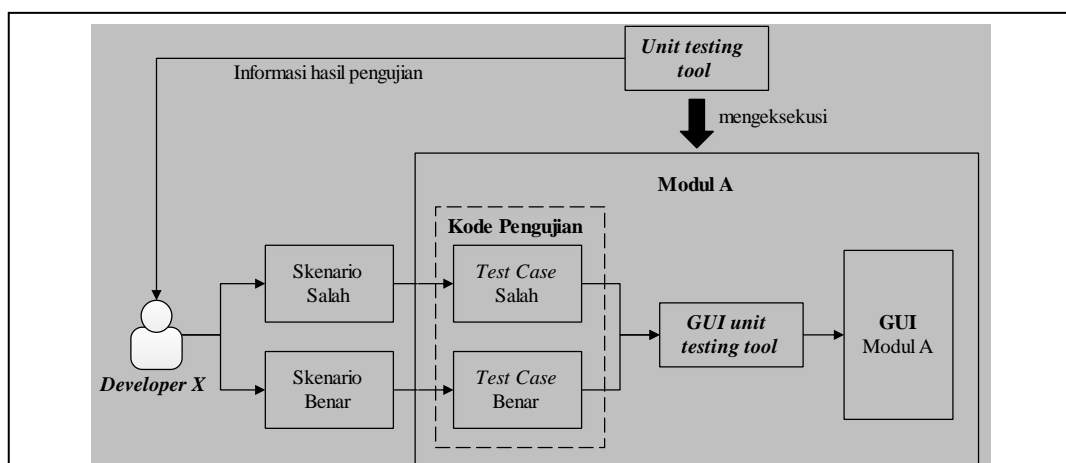 Unit testing
tool
Informasi hasil pengujian
mengeksekusi
Modul A
Kode Pengujian
Skenario
Salah
Test Case
Salah
GUI unit
testing tool
GUI
Modul A
Developer X
Skenario
Benar
Test Case
Benar